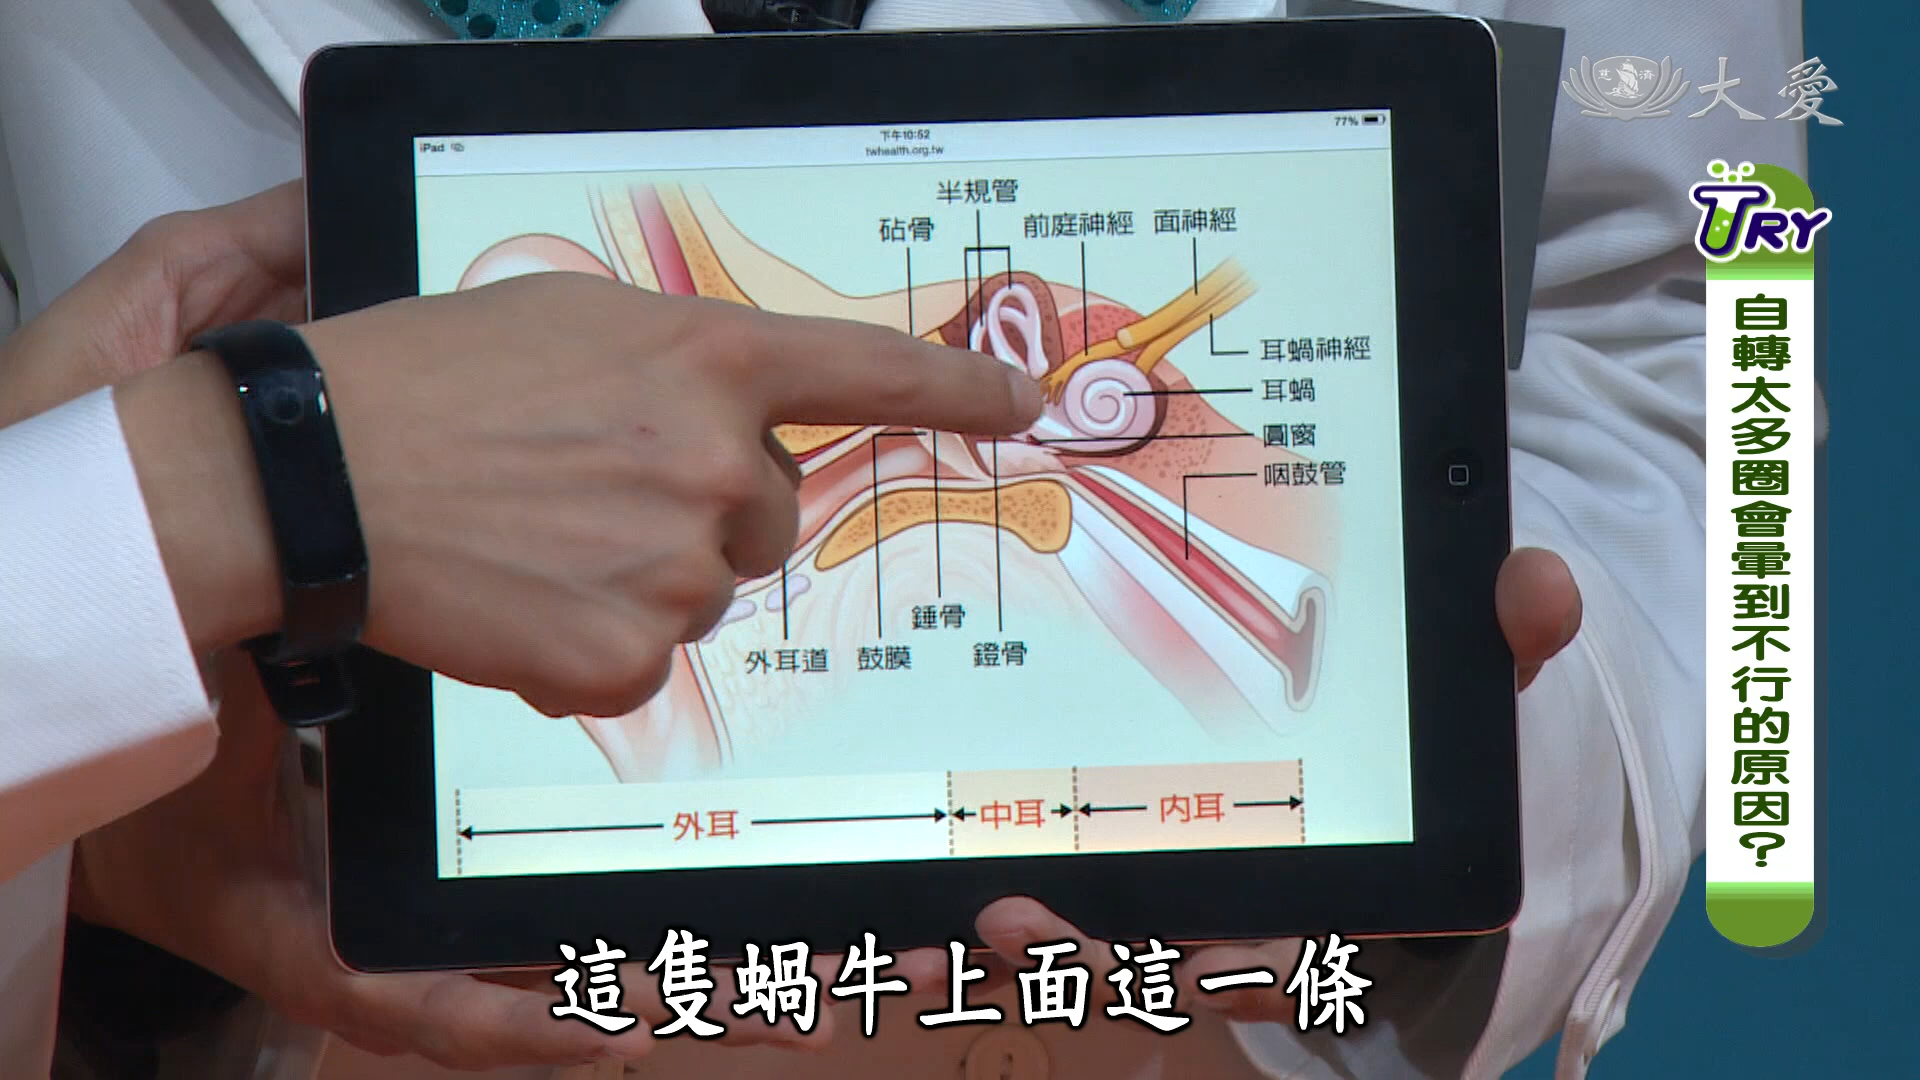 慈濟
大愛
TRY
自轉太多圈會暈到不行的原因?
iPad
下午10:52
77%
twhealth.org.tw
半規管
砧骨
前庭神經
面神經
耳蝸神經
耳蝸
圓窗
咽鼓管
錘骨
鐙骨
外耳道
鼓膜
外耳
中耳
內耳
這隻蝸牛上面這一條